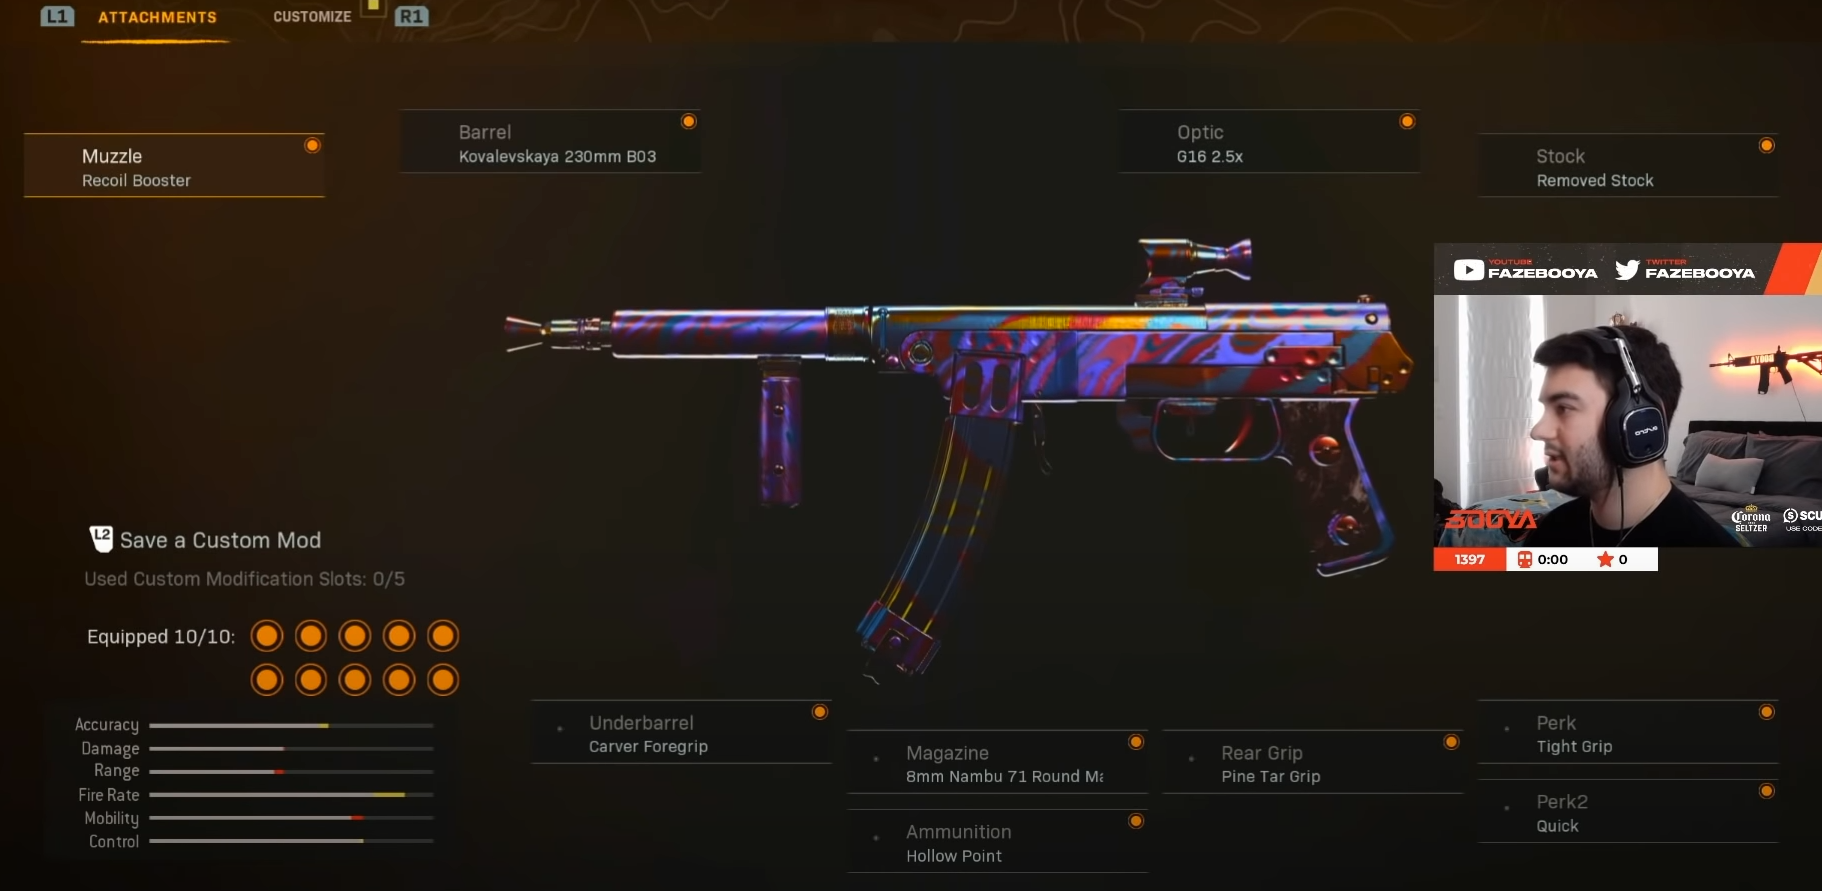 L1 ATTACHMENTS CUSTOMIZE R1
Muzzle
Recoil Booster
Barrel
Kovalevskaya 230mm B03
Optic
G16 2.5x
Stock
Removed Stock
YOUTUBE
FAZEBOOYA
TWITTER
FAZEBOOYA
BOOYA
Corona
SELTZER
SCU
USE CODE
1397 0:00 0
L2 Save a Custom Mod
Used Custom Modification Slots: 0/5
Equipped 10/10:
Accuracy
Damage
Range
Fire Rate
Mobility
Control
Underbarrel
Carver Foregrip
Magazine
8mm Nambu 71 Round Ma
Ammunition
Hollow Point
Rear Grip
Pine Tar Grip
Perk
Tight Grip
Perk2
Quick